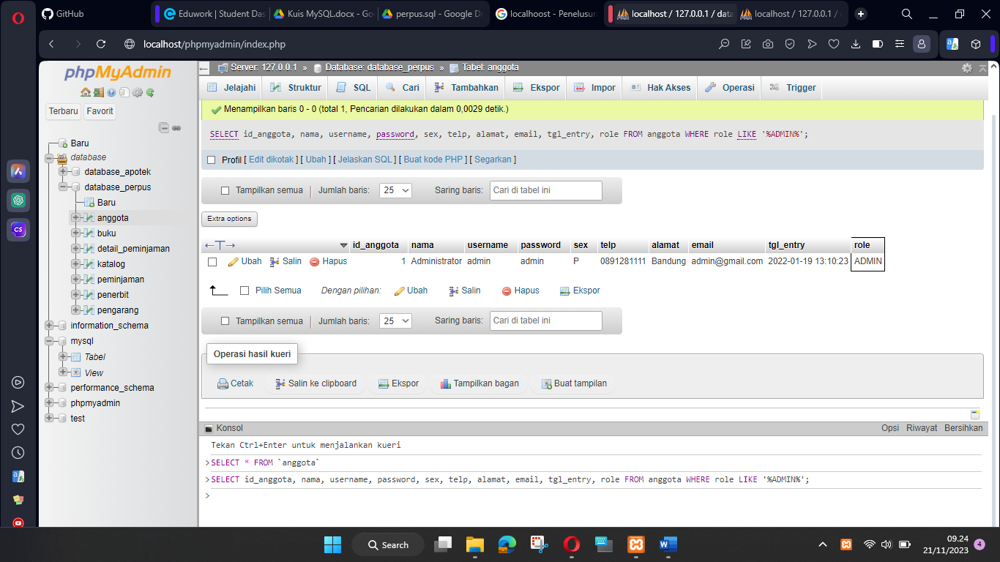 GitHub
Eduwork | Student Das
Kuis MySQL.docx - Goo
perpus.sql - Google Dr
localhoost - Penelusura
localhost / 127.0.0.1 / data
localhost / 127.0.0.1 /
localhost/phpmyadmin/index.php
phpMyAdmin
Terbaru Favorit
Baru
database
database_apotek
database_perpus
Baru
anggota
buku
detail_peminjaman
katalog
peminjaman
penerbit
pengarang
information_schema
mysql
Tabel
View
performance_schema
phpmyadmin
test
Server: 127.0.0.1 » Database: database_perpus » Tabel: anggota
Jelajahi Struktur SQL Cari Tambahkan Ekspor Impor Hak Akses Operasi Trigger
Menampilkan baris 0 - 0 (total 1, Pencarian dilakukan dalam 0,0029 detik.)
SELECT id_anggota, nama, username, password, sex, telp, alamat, email, tgl_entry, role FROM anggota WHERE role LIKE '%ADMIN%';
Profil [ Edit dikotak ] [ Ubah ] [ Jelaskan SQL ] [ Buat kode PHP ] [ Segarkan ]
Tampilkan semua Jumlah baris: 25 Saring baris: Cari di tabel ini
Extra options
←T→ id_anggota nama username password sex telp alamat email tgl_entry role
Ubah Salin Hapus 1 Administrator admin admin P 0891281111 Bandung admin@gmail.com 2022-01-19 13:10:23 ADMIN
Pilih Semua Dengan pilihan: Ubah Salin Hapus Ekspor
Tampilkan semua Jumlah baris: 25 Saring baris: Cari di tabel ini
Operasi hasil kueri
Cetak Salin ke clipboard Ekspor Tampilkan bagan Buat tampilan
Konsol Opsi Riwayat Bersihkan
Tekan Ctrl+Enter untuk menjalankan kueri
>SELECT * FROM `anggota`
>SELECT id_anggota, nama, username, password, sex, telp, alamat, email, tgl_entry, role FROM anggota WHERE role LIKE '%ADMIN%';
>
Search
09.24
21/11/2023
4